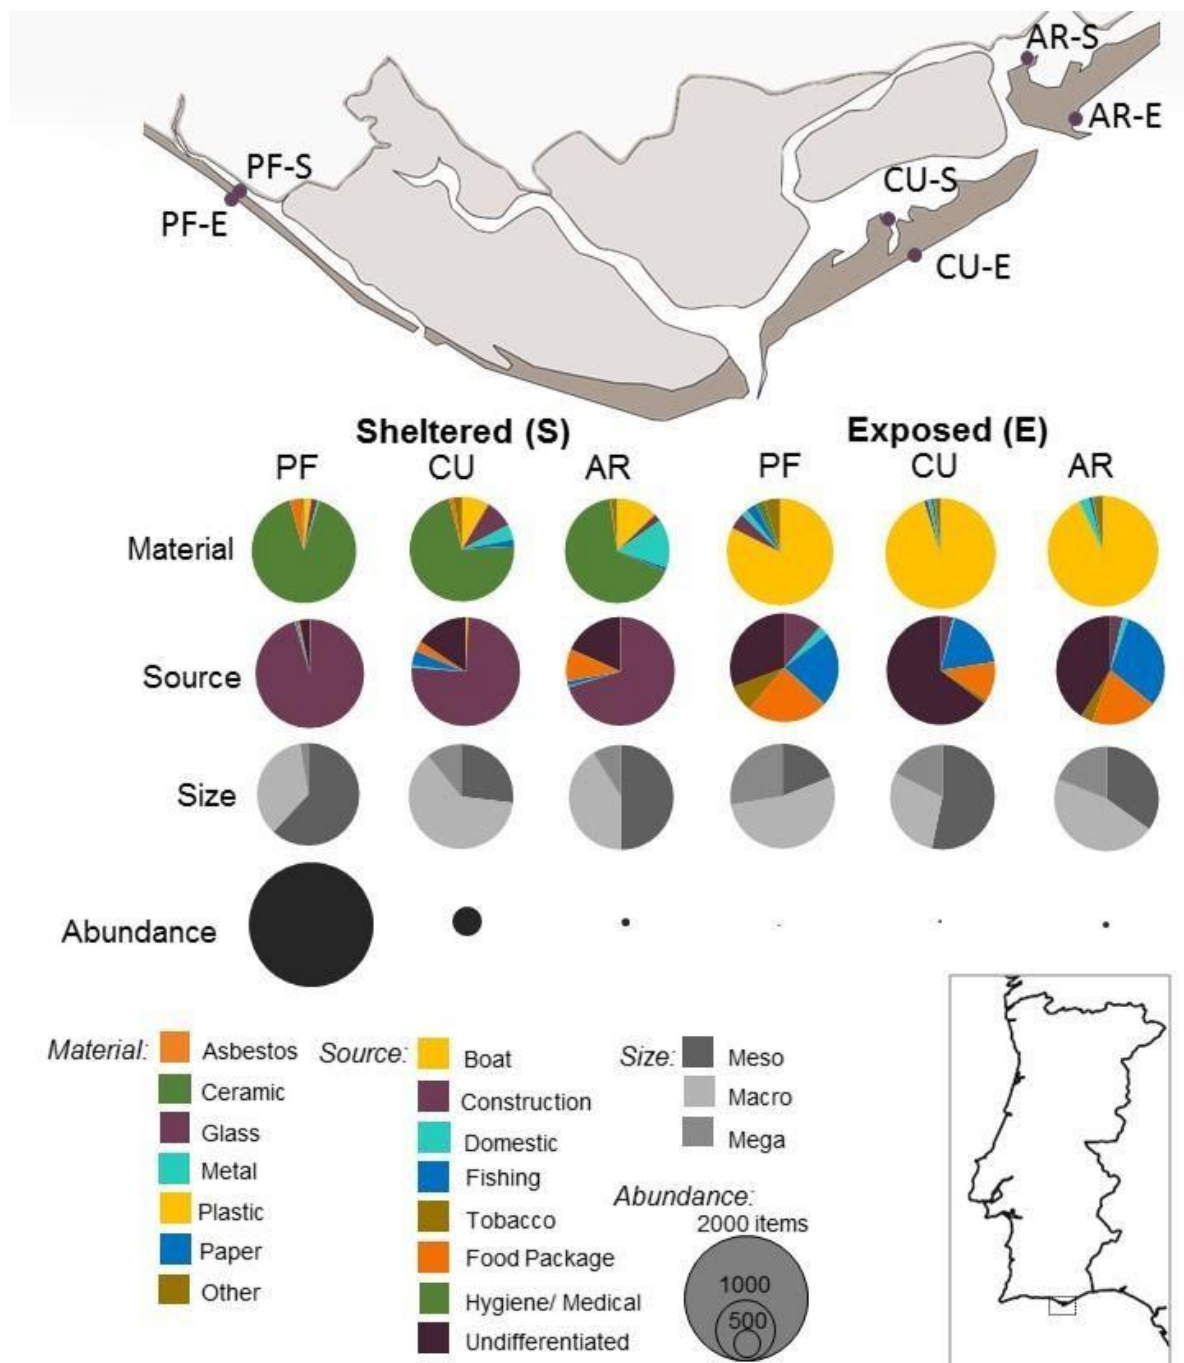 AR-S
AR-E
PF-S
CU-S
PF-E
CU-E
Sheltered (S) Exposed (E)
PF CU AR PF CU AR
Material
Source
Size
Abundance
Material: Source: Size: 
Asbestos Boat Meso
Ceramic Construction Macro
Glass Domestic Mega
Metal Fishing
Plastic Tobacco
Paper Food Package
Other Hygiene/ Medical
Undifferentiated
Abundance:
2000 items
1000
500